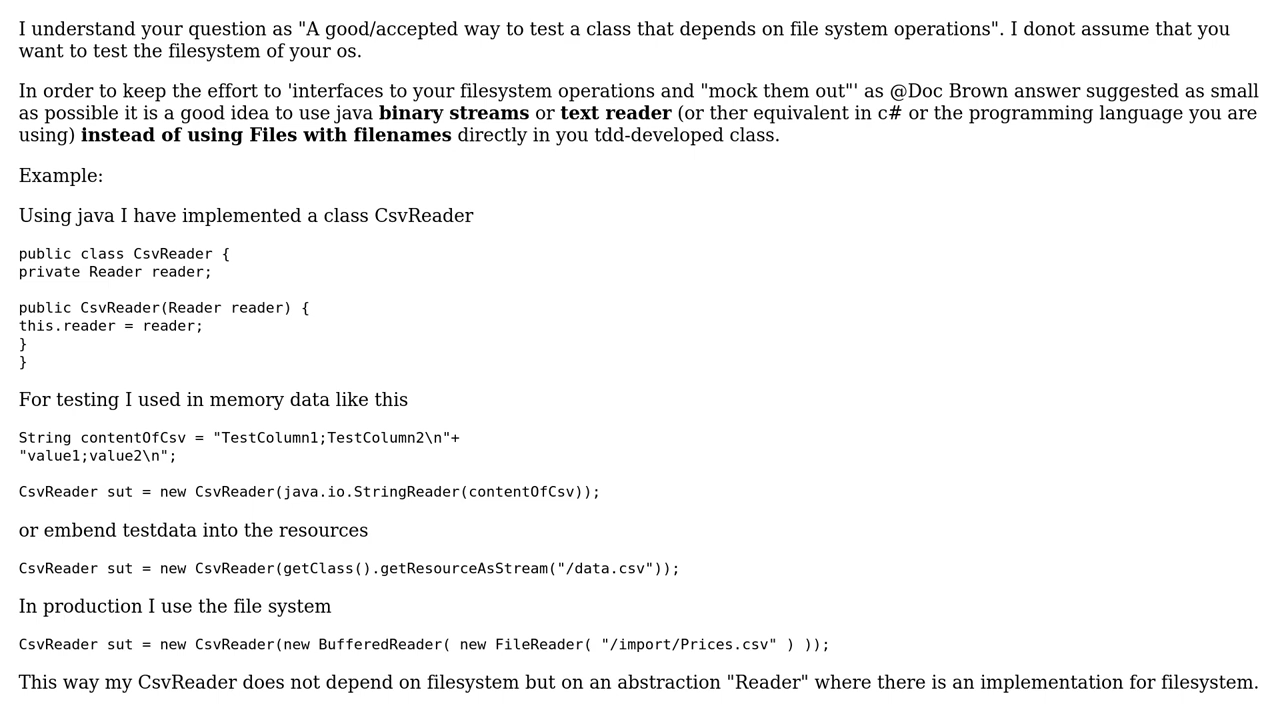 I understand your question as "A good/accepted way to test a class that depends on file system operations". I donot assume that you
want to test the filesystem of your os.
In order to keep the effort to 'interfaces to your filesystem operations and "mock them out"' as @Doc Brown answer suggested as small
as possible it is a good idea to use java binary streams or text reader (or ther equivalent in c# or the programming language you are
using) instead of using Files with filenames directly in you tdd-developed class.
Example:
Using java I have implemented a class CsvReader
public class CsvReader {
private Reader reader;
public CsvReader(Reader reader) {
this.reader = reader;
}
}
For testing I used in memory data like this
String contentOfCsv = "TestColumn1;TestColumn2\n"+
"value1;value2\n";
CsvReader sut = new CsvReader(java.io.StringReader(contentOfCsv));
or embend testdata into the resources
CsvReader sut = new CsvReader(getClass().getResourceAsStream("/data.csv"));
In production I use the file system
CsvReader sut = new CsvReader(new BufferedReader( new FileReader( "/import/Prices.csv" ) ));
This way my CsvReader does not depend on filesystem but on an abstraction "Reader" where there is an implementation for filesystem.